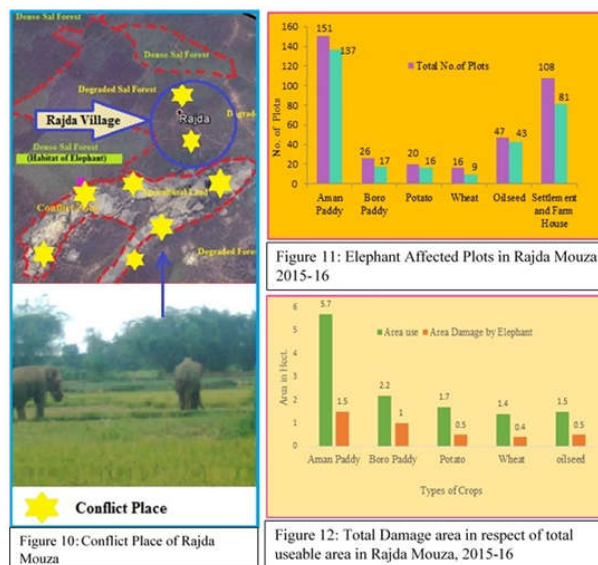 Dense Sal Forest
Dense Sal Forest
Degraded Sal Forest
Rajda Village
Rajda
Dense Sal Forest
(Habitat of Elephant)
Degraded Fores
Conflict Place
Figure 10: Conflict Place of Rajda
Mouza
160
140
120
100
80
60
40
20
0
No. of Plots
Total No.of Plots
151
137
26
17
20
16
16
9
47
43
108
81
Aman
Paddy
Boro
Paddy
Potato
Wheat
Oilseed
Settlement
and Farm
House
Figure 11: Elephant Affected Plots in Rajda Mouza
2015-16
6
5
4
3
2
1
0
Area in Hect.
Area use
Area Damage by Elephant
5.7
1.5
2.2
1
1.7
0.5
1.4
0.4
1.5
0.5
Aman Paddy
Boro Paddy
Potato
Wheat
oilseed
Types of Crops
Figure 12: Total Damage area in respect of total
useable area in Rajda Mouza, 2015-16